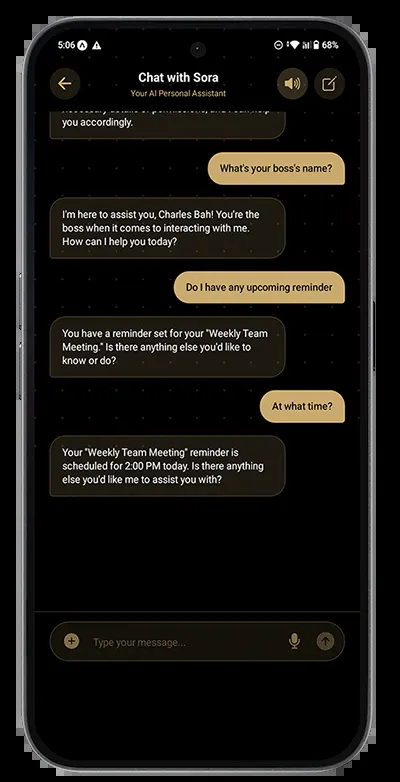 5:06
68%
Chat with Sora
Your AI Personal Assistant
you accordingly.
What's your boss's name?
I'm here to assist you, Charles Bah! You're the
boss when it comes to interacting with me.
How can I help you today?
Do I have any upcoming reminder
You have a reminder set for your "Weekly Team
Meeting." Is there anything else you'd like to
know or do?
At what time?
Your "Weekly Team Meeting" reminder is
scheduled for 2:00 PM today. Is there anything
else you'd like me to assist you with?
Type your message...